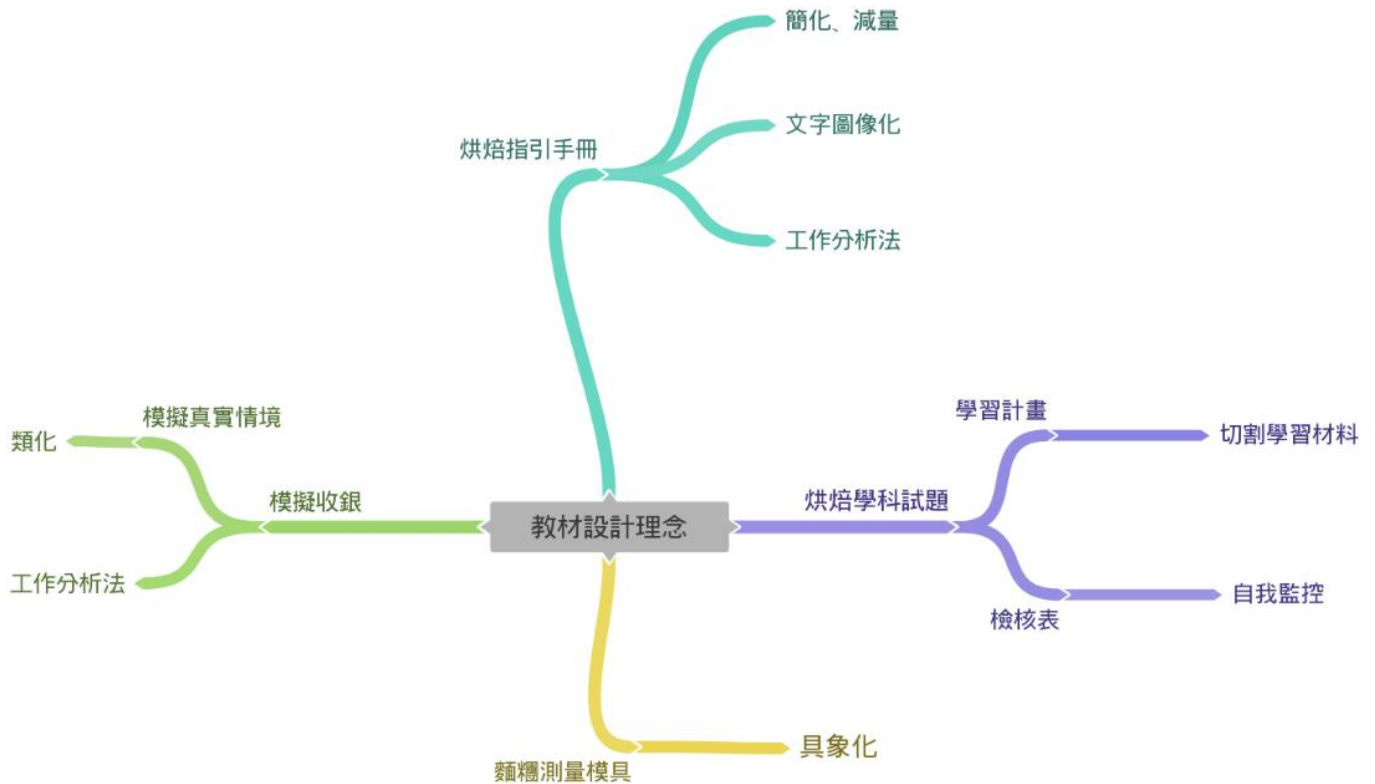 簡化、減量
文字圖像化
烘焙指引手冊
工作分析法
學習計畫
模擬真實情境
切割學習材料
類化
模擬收銀
烘焙學科試題
教材設計理念
工作分析法
自我監控
檢核表
具象化
麵糰測量模具